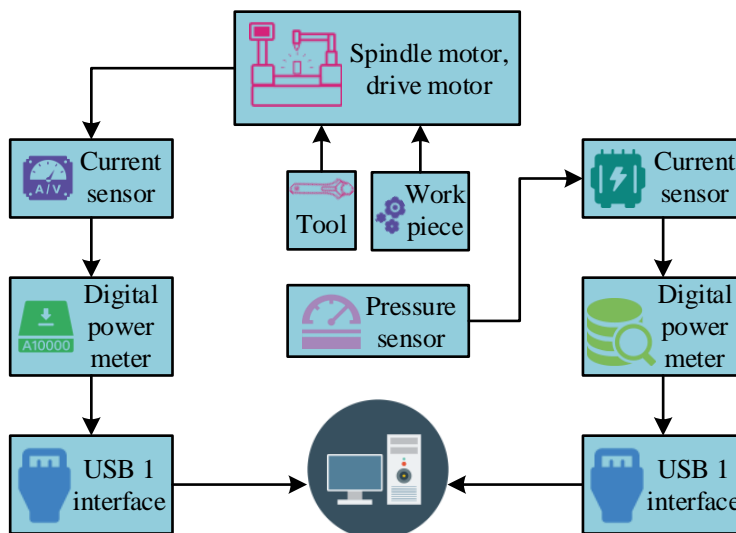 Spindle motor,
drive motor
A/V
Current
sensor
Tool
Work
piece
Current
sensor
A10000
Digital
power
meter
Pressure
sensor
Digital
power
meter
USB 1
interface
USB 1
interface